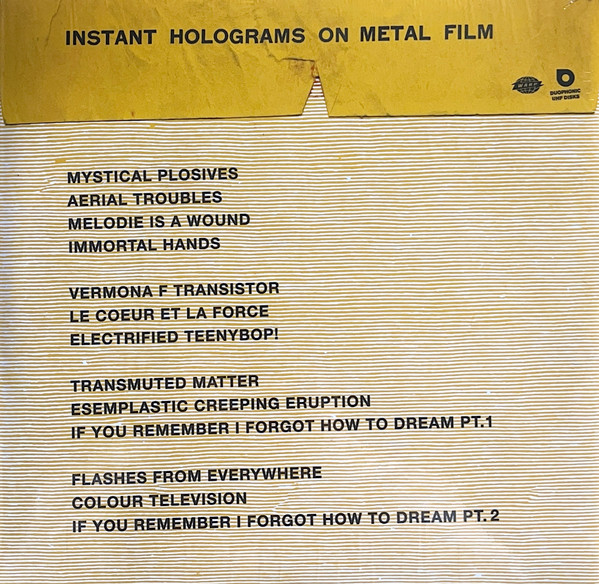 INSTANT HOLOGRAMS ON METAL FILM
WARP
DUOPHONIC
UHF DISKS
MYSTICAL PLOSIVES
AERIAL TROUBLES
MELODIE IS A WOUND
IMMORTAL HANDS
VERMONA F TRANSISTOR
LE COEUR ET LA FORCE
ELECTRIFIED TEENYBOP!
TRANSMUTED MATTER
ESEMPLASTIC CREEPING ERUPTION
IF YOU REMEMBER I FORGOT HOW TO DREAM PT.1
FLASHES FROM EVERYWHERE
COLOUR TELEVISION
IF YOU REMEMBER I FORGOT HOW TO DREAM PT.2